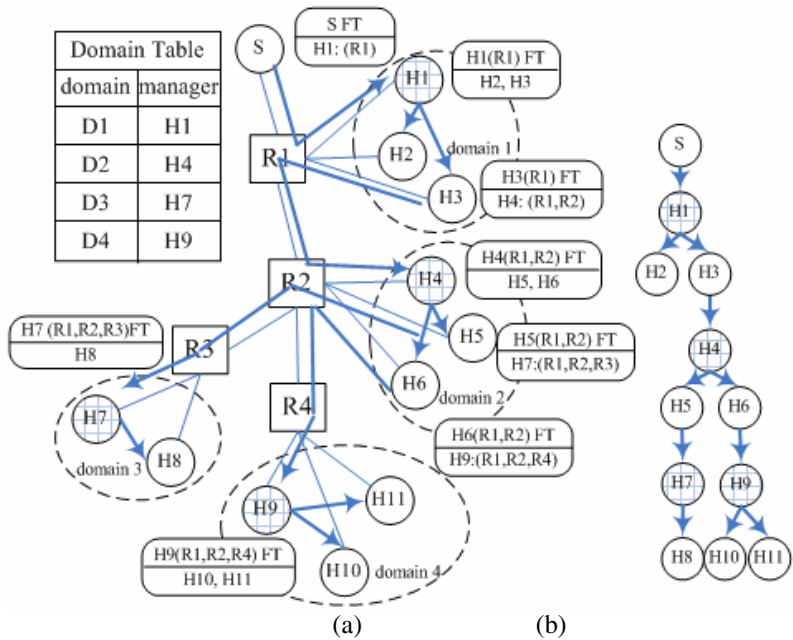 Domain Table
domain manager
D1 H1
D2 H4
D3 H7
D4 H9
S
S FT
H1: (R1)
H1
H1(R1) FT
H2, H3
R1
H2
domain 1
H3
H3(R1) FT
H4: (R1,R2)
R2
H4
H4(R1,R2) FT
H5, H6
H5
H5(R1,R2) FT
H7:(R1,R2,R3)
H6
domain 2
H6(R1,R2) FT
H9:(R1,R2,R4)
H7 (R1,R2,R3)FT
H8
R3
H7
domain 3
H8
R4
H9
H11
H10
domain 4
H9(R1,R2,R4) FT
H10, H11
S
H1
H2 H3
H4
H5 H6
H7 H9
H8 H10 H11
(a) (b)